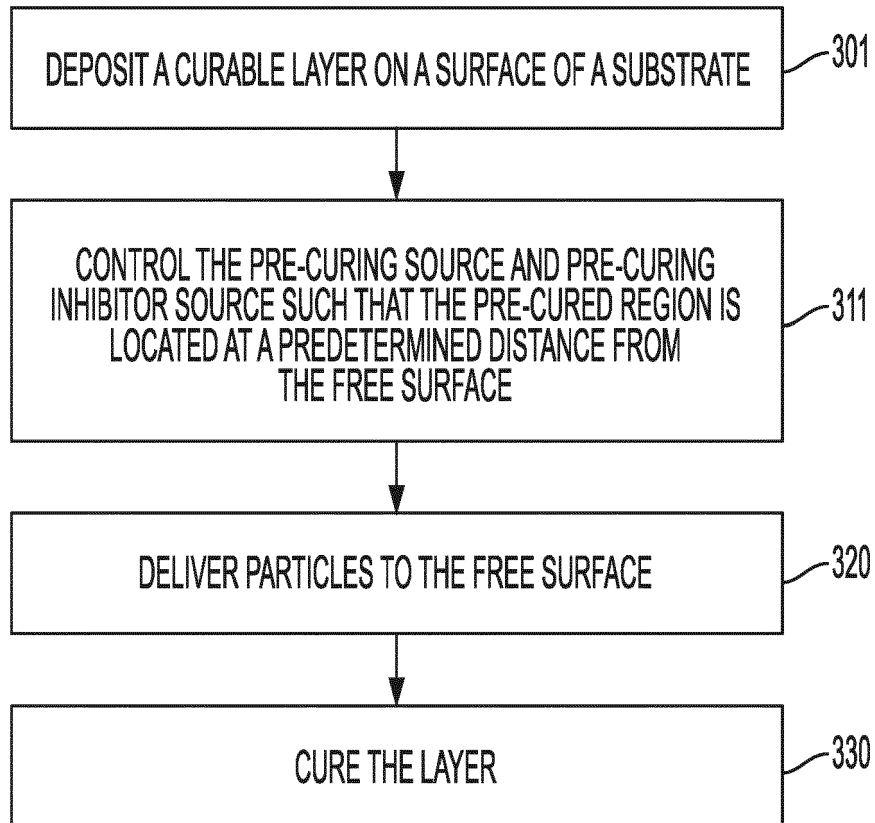 DEPOSIT A CURABLE LAYER ON A SURFACE OF A SUBSTRATE
301
CONTROL THE PRE-CURING SOURCE AND PRE-CURING
INHIBITOR SOURCE SUCH THAT THE PRE-CURED REGION IS
LOCATED AT A PREDETERMINED DISTANCE FROM
THE FREE SURFACE
311
DELIVER PARTICLES TO THE FREE SURFACE
320
CURE THE LAYER
330